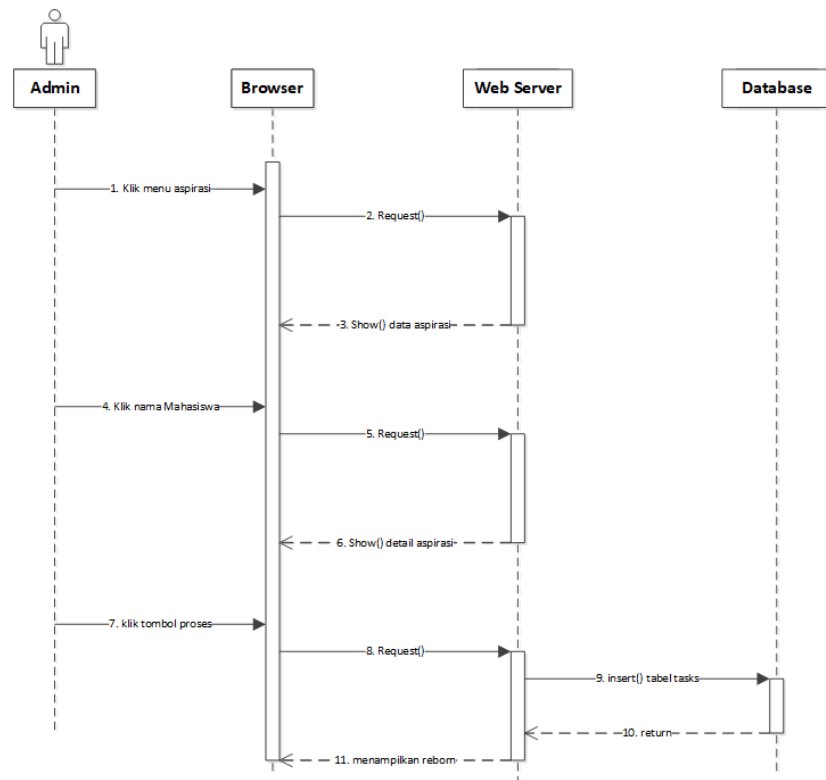 Admin
Browser
Web Server
Database
1. Klik menu aspirasi
2. Request()
3. Show() data aspirasi
4. Klik nama Mahasiswa
5. Request()
6. Show() detail aspirasi
7. klik tombol proses
8. Request()
9. insert() tabel tasks
10. return
11. menampilkan rebom